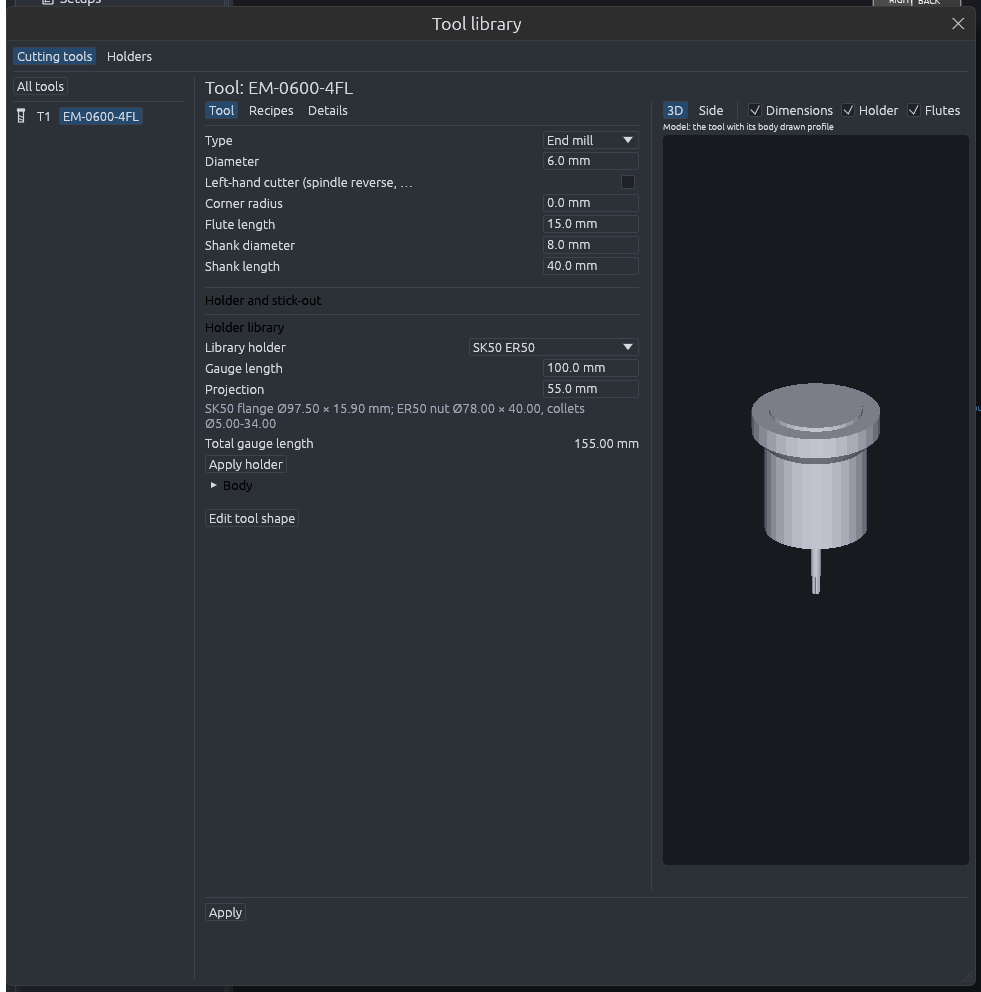 Setups
RIGHT BACK
Tool library
Cutting tools Holders
All tools
T1 EM-0600-4FL
Tool: EM-0600-4FL
Tool Recipes Details
Type End mill
Diameter 6.0 mm
Left-hand cutter (spindle reverse, …
Corner radius 0.0 mm
Flute length 15.0 mm
Shank diameter 8.0 mm
Shank length 40.0 mm
Holder and stick-out
Holder library
Library holder SK50 ER50
Gauge length 100.0 mm
Projection 55.0 mm
SK50 flange Ø97.50 × 15.90 mm; ER50 nut Ø78.00 × 40.00, collets
Ø5.00-34.00
Total gauge length 155.00 mm
Apply holder
Body
Edit tool shape
3D Side Dimensions Holder Flutes
Model: the tool with its body drawn profile
Apply